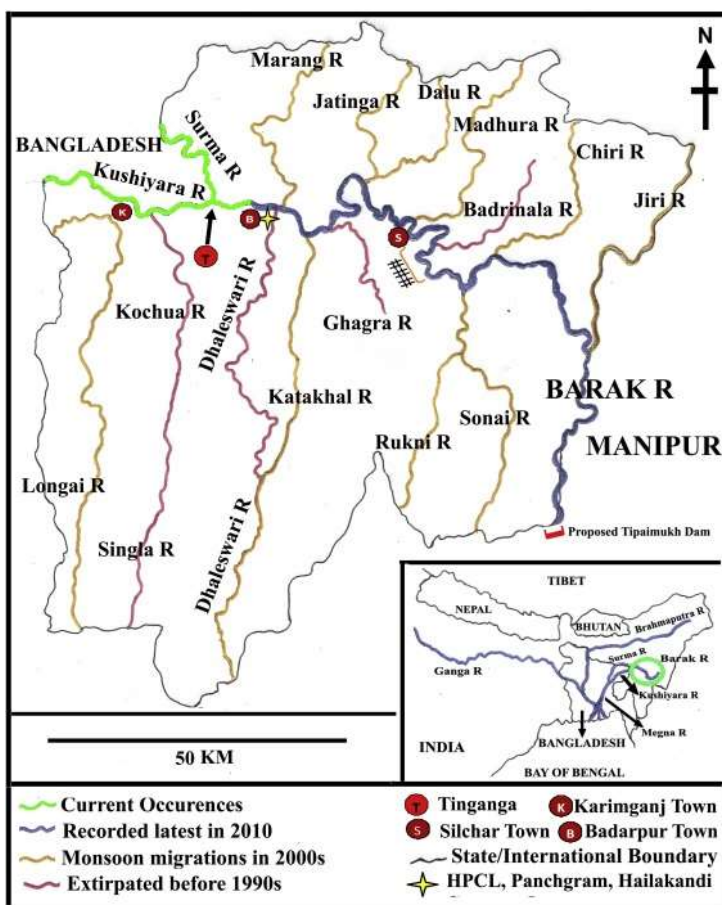 N
Marang R
Jatinga R
Dalu R
Surma R
Madhura R
BANGLADESH
Chiri R
Kushiyara R
Jiri R
K
B
Badrinala R
S
T
Kochua R
Dhaleswari R
Ghagra R
Katakhal R
BARAK R
Sonai R
Rukni R
MANIPUR
Longai R
Singla R
Dhaleswari R
Proposed Tipaimukh Dam
TIBET
NEPAL
BHUTAN
Brahmaputra R
Surma R
Barak R
Ganga R
Kushiyara R
Megna R
INDIA
BANGLADESH
BAY OF BENGAL
50 KM
Current Occurences
Recorded latest in 2010
Monsoon migrations in 2000s
Extirpated before 1990s
T Tinganga
K Karimganj Town
S Silchar Town
B Badarpur Town
State/International Boundary
HPCL, Panchgram, Hailakandi